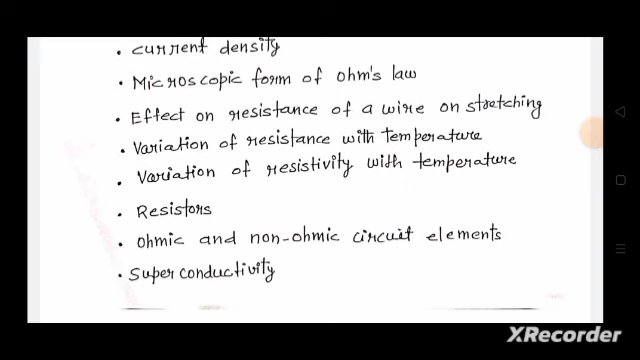 • Current density
• Microscopic form of ohm's law
• Effect on resistance of a wire on stretching
• Variation of resistance with temperature
• Variation of resistivity with temperature
• Resistors
• ohmic and non-ohmic circuit elements
• Super conductivity
XRecorder